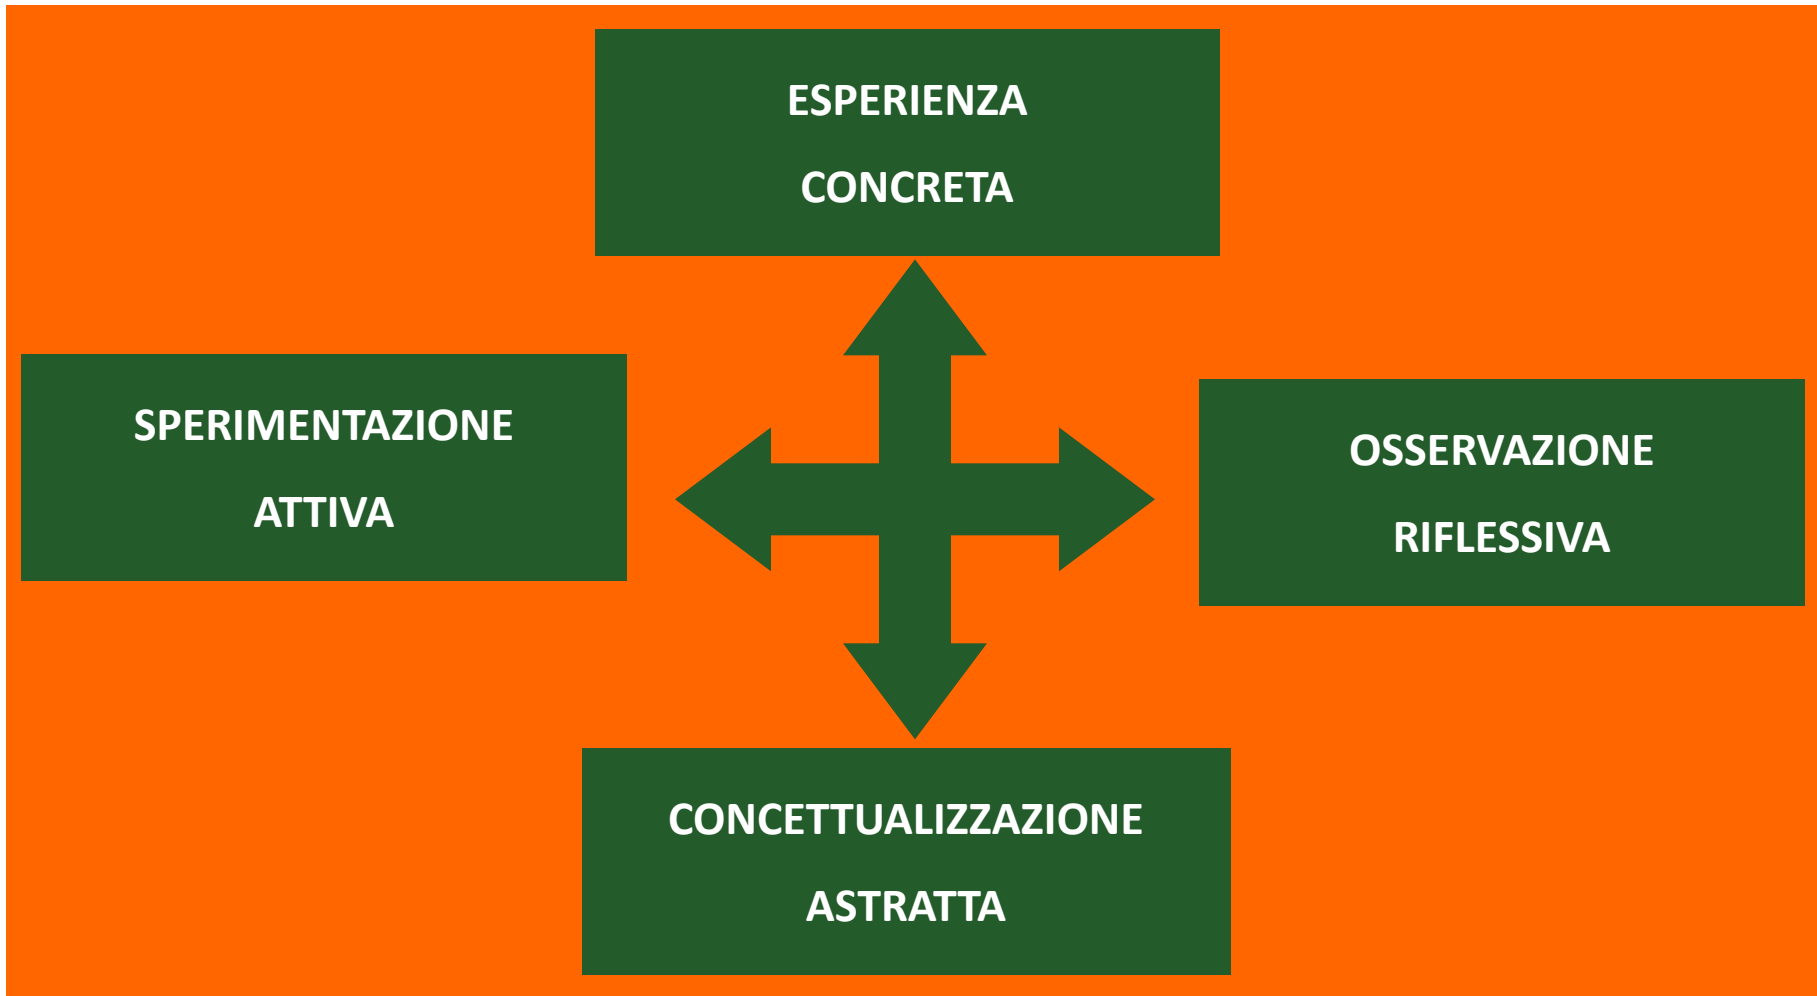 ESPERIENZA
CONCRETA
SPERIMENTAZIONE
ATTIVA
OSSERVAZIONE
RIFLESSIVA
CONCETTUALIZZAZIONE
ASTRATTA